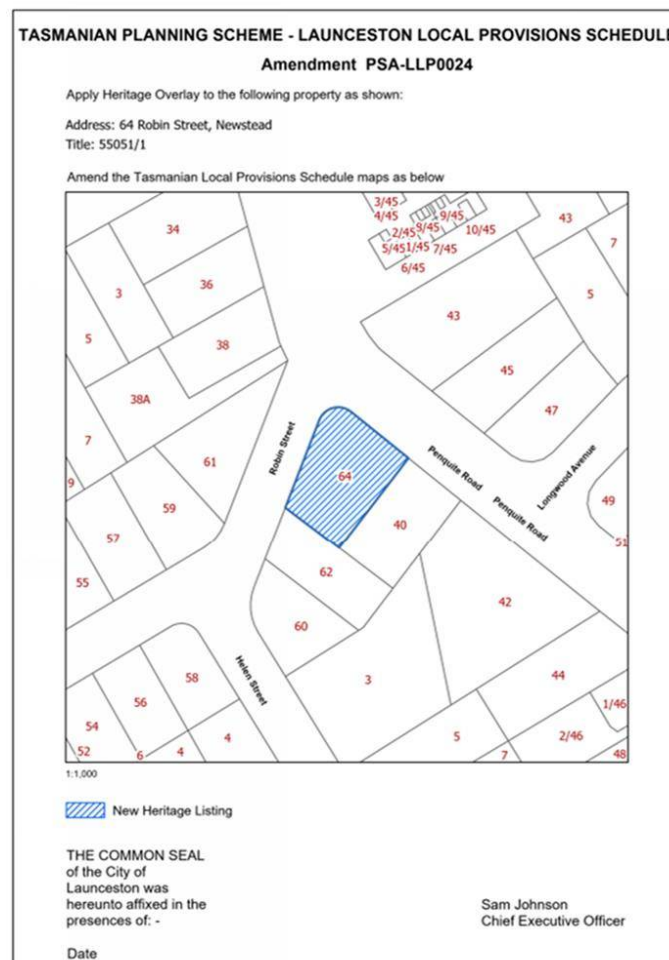 TASMANIAN PLANNING SCHEME - LAUNCESTON LOCAL PROVISIONS SCHEDUL
Amendment PSA-LLP0024
Apply Heritage Overlay to the following property as shown:
Address: 64 Robin Street, Newstead
Title: 55051/1
Amend the Tasmanian Local Provisions Schedule maps as below
3/45
4/45
9/45
8/45
2/45
10/45
5/45
1/45
7/45
6/45
43
7
34
3
36
5
5
43
38
45
38A
47
7
61
Robin Street
64
Penquite Road
Longwood Avenue
9
59
49
Penquite Road
57
40
51
55
62
42
60
58
Helen Street
3
44
56
1/46
54
4
5
2/46
52
6
4
7
48
1:1,000
New Heritage Listing
THE COMMON SEAL
of the City of
Launceston was
hereunto affixed in the
presences of: -
Sam Johnson
Chief Executive Officer
Date